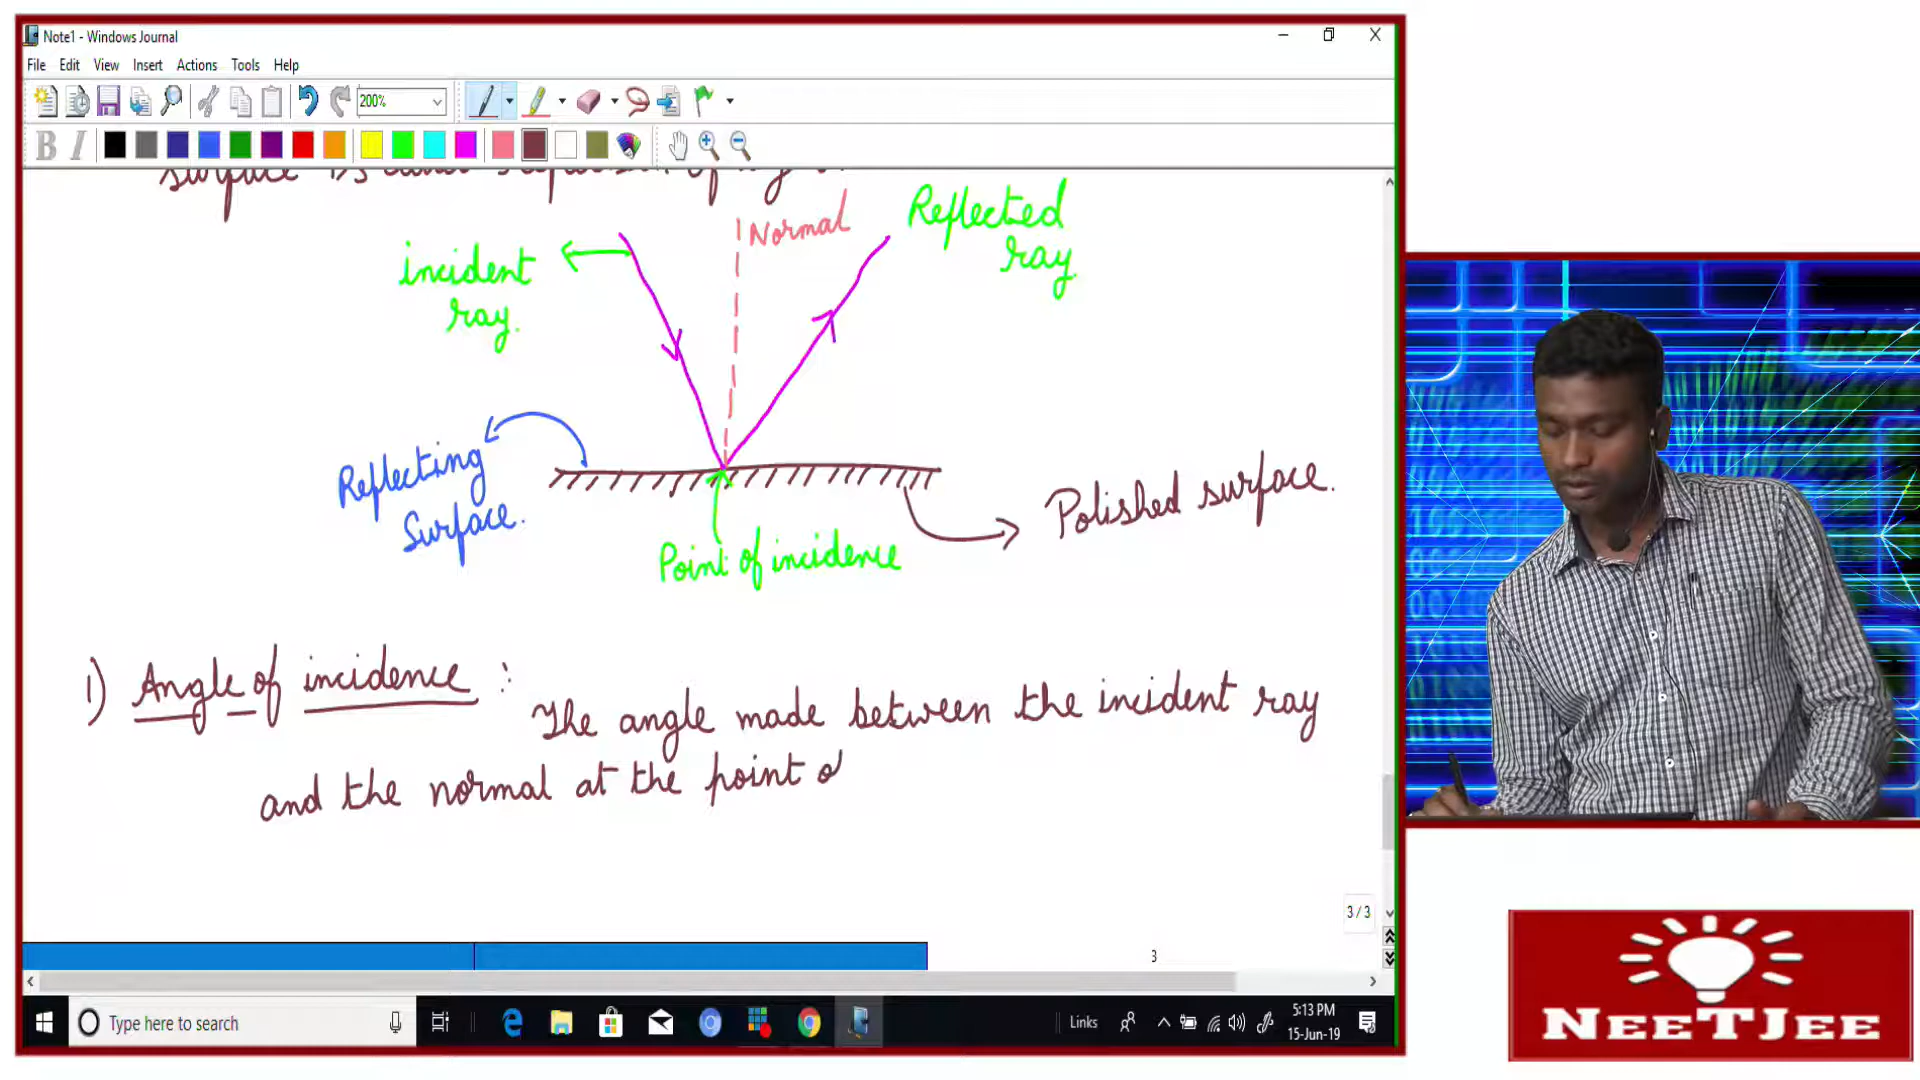 Note1 - Windows Journal
File Edit View Insert Actions Tools Help
200%
B I
surface is
Normal
Reflected
ray.
incident
ray.
Reflecting
Surface.
Polished surface.
Point of incidence
1) Angle of incidence :
The angle made between the incident ray
and the normal at the point o
3 / 3
3
Type here to search
Links
5:13 PM
15-Jun-19
NEETJEE